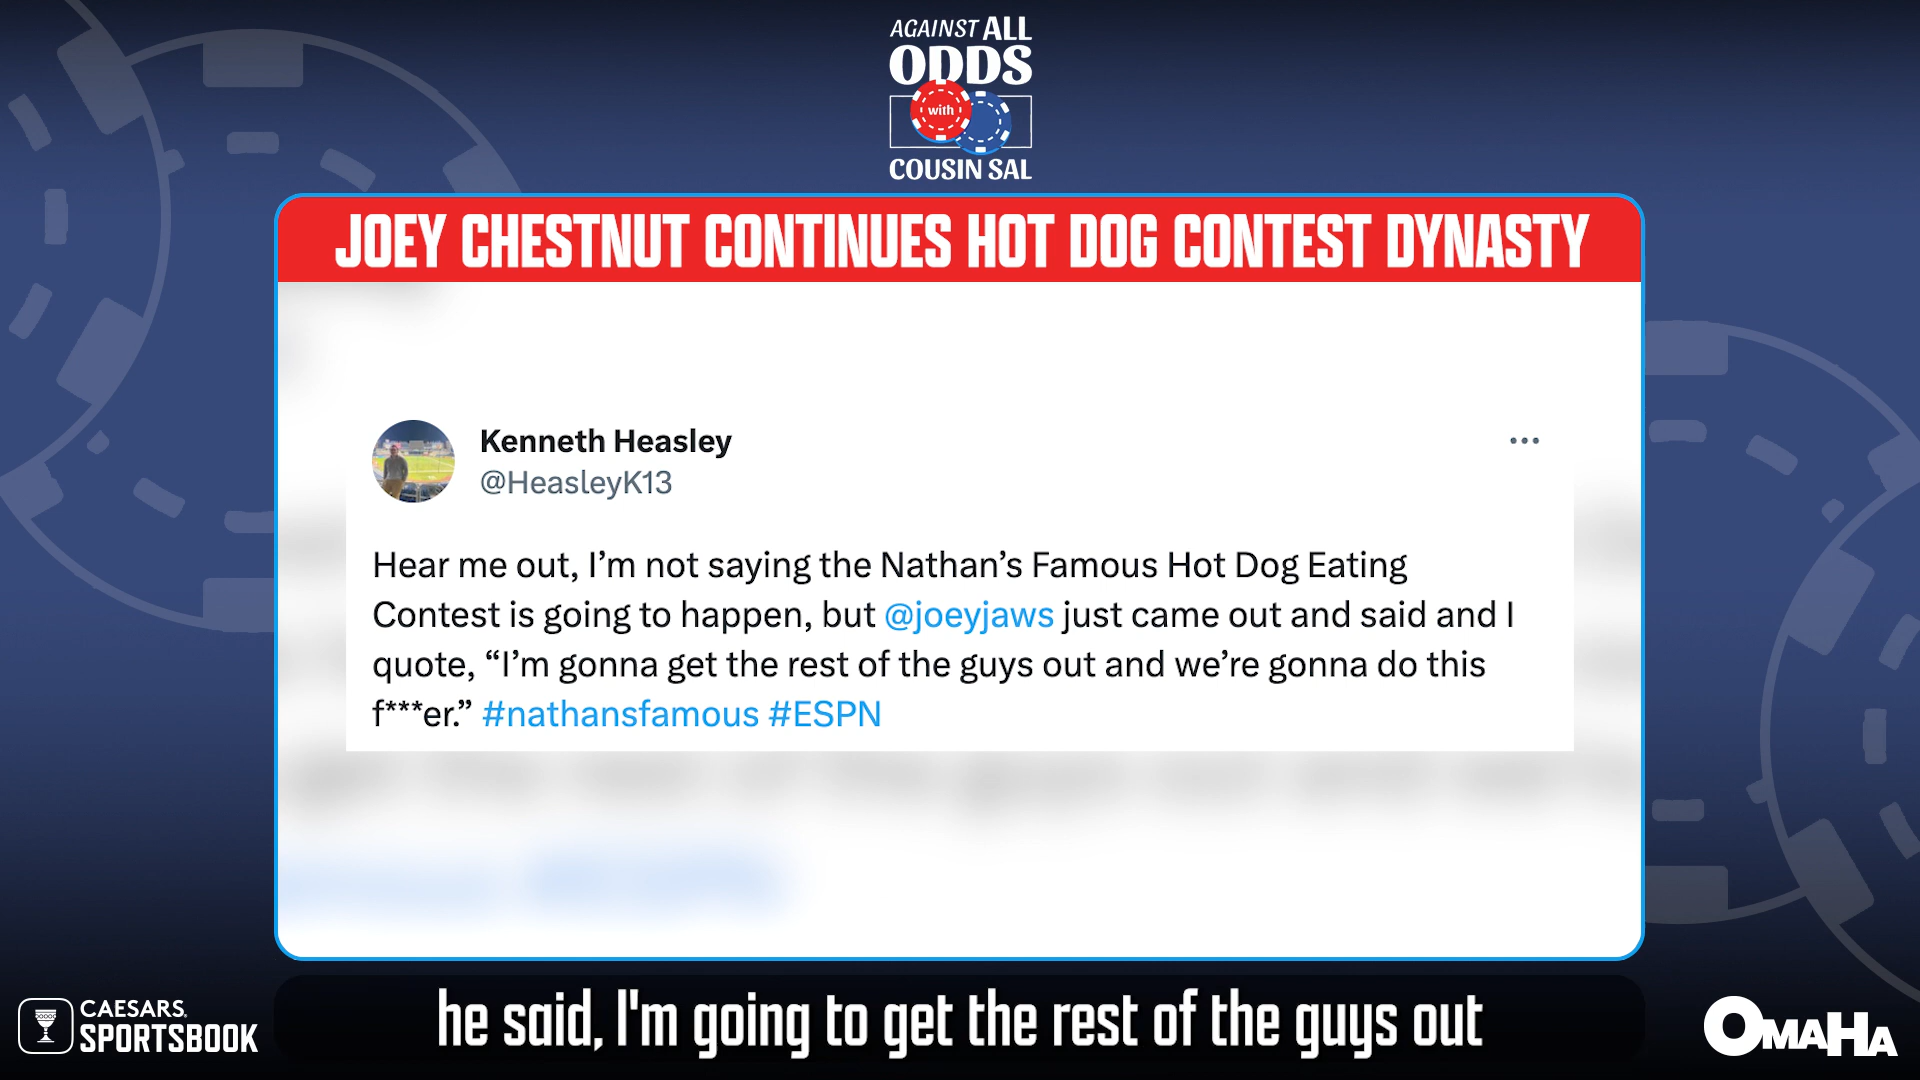 AGAINST ALL
ODDS
with
COUSIN SAL
JOEY CHESTNUT CONTINUES HOT DOG CONTEST DYNASTY
Kenneth Heasley
@HeasleyK13
Hear me out, I’m not saying the Nathan’s Famous Hot Dog Eating
Contest is going to happen, but @joeyjaws just came out and said and I
quote, “I’m gonna get the rest of the guys out and we’re gonna do this
f***er.” #nathansfamous #ESPN
he said, I'm going to get the rest of the guys out
CAESARS
SPORTSBOOK
OMAHA